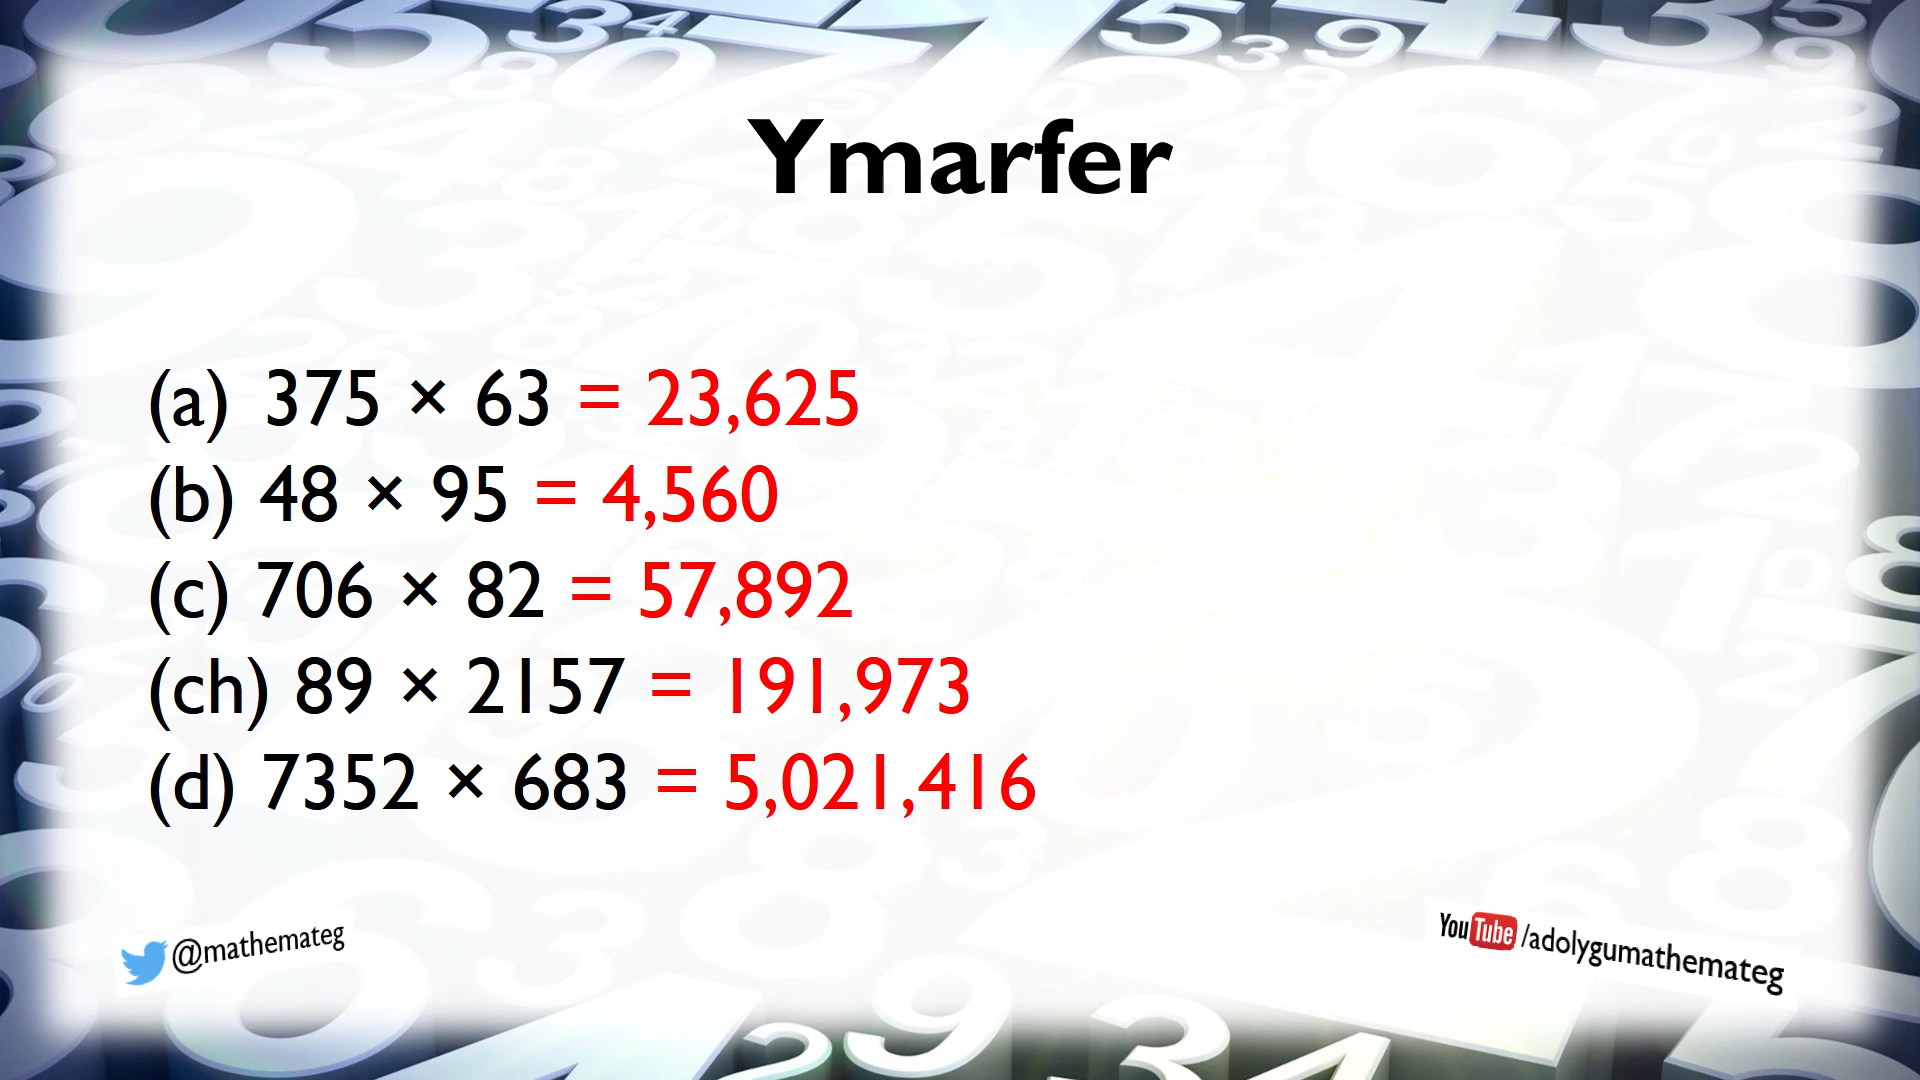 Ymarfer
(a) 375 × 63 = 23,625
(b) 48 × 95 = 4,560
(c) 706 × 82 = 57,892
(ch) 89 × 2157 = 191,973
(d) 7352 × 683 = 5,021,416
@mathemateg
YouTube /adolygumathemateg